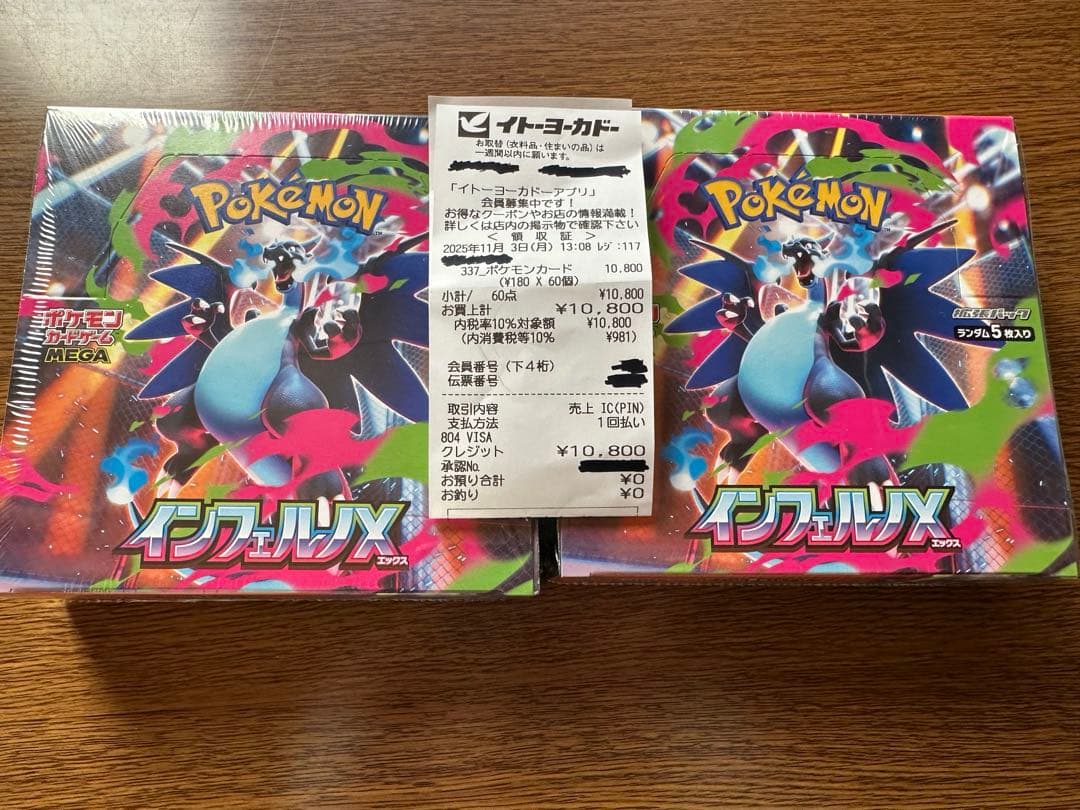 POKÉMON
ポケモン
カードゲーム
MEGA
インフェルノX
エックス
イトーヨーカドー
お取替(衣料品・住まいの品)は
一週間以内に願います。
「イトーヨーカドーアプリ」
会員募集中です!
お得なクーポンやお店の情報満載!
詳しくは店内の掲示物で確認下さい
< 領 収 証 >
2025年11月 3日(月) 13:08 レジ:117
337_ポケモンカード 10,800
(¥180 X 60個)
小計/ 60点 ¥10,800
お買上計 ¥10,800
内税率10%対象額 ¥10,800
(内消費税等10% ¥981)
会員番号(下4桁)
伝票番号
取引内容 売上 IC(PIN)
支払方法 1回払い
804 VISA
クレジット ¥10,800
承認No.
お預り合計 ¥0
お釣り ¥0
POKÉMON
拡張パック
ランダム5枚入り
インフェルノX
エックス